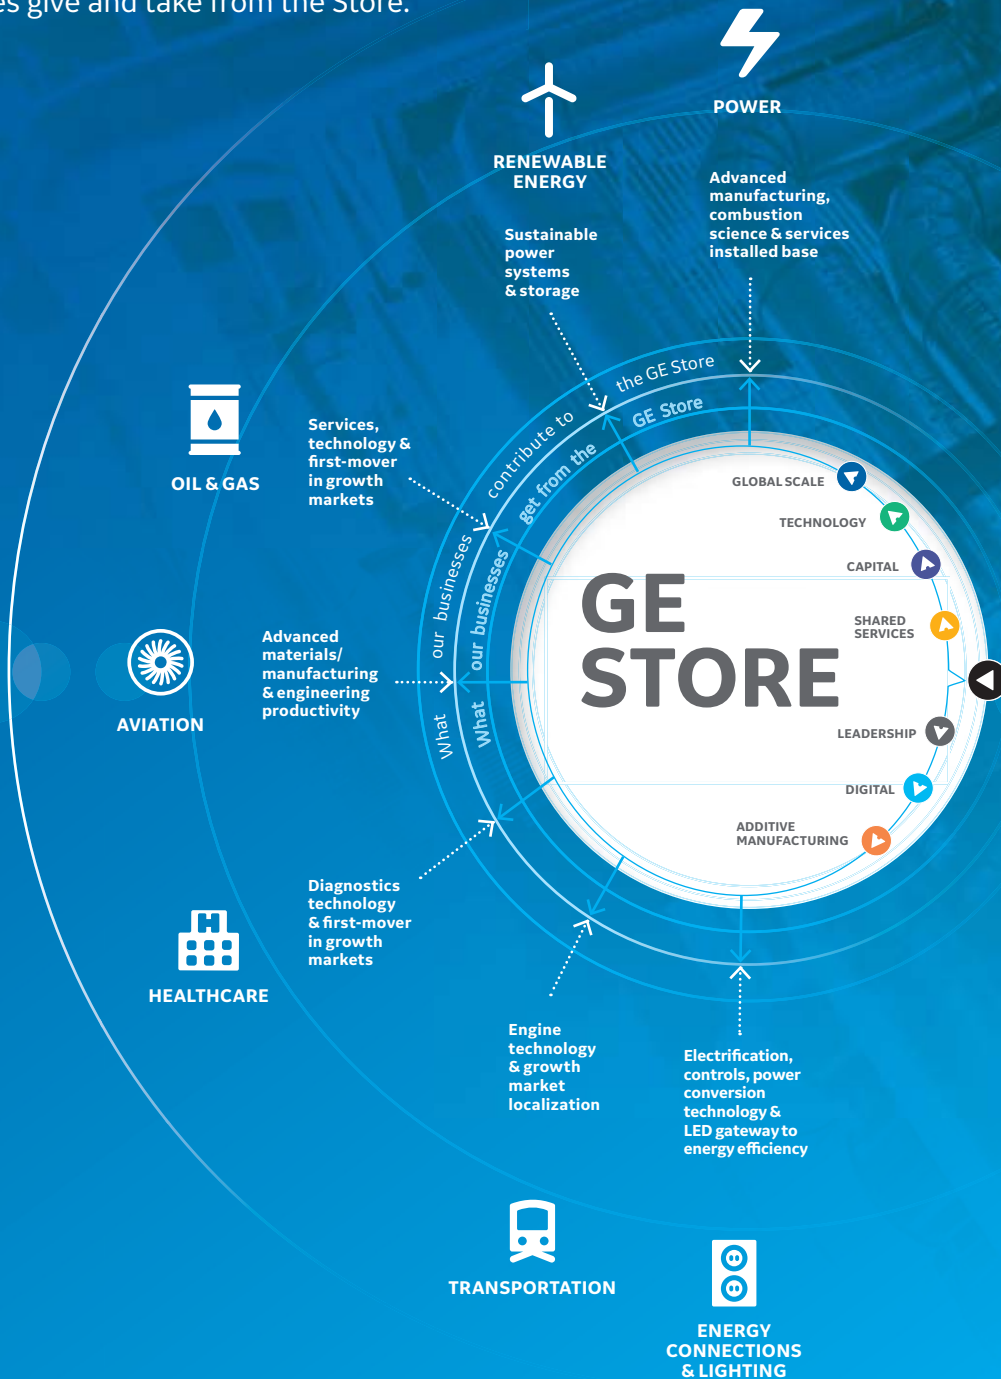 es give and take from the Store.
POWER
RENEWABLE
ENERGY
Advanced
manufacturing,
combustion
science & services
installed base
Sustainable
power
systems
& storage
OIL & GAS
Services,
technology &
first-mover
in growth
markets
What our businesses contribute to the GE Store
What our businesses get from the GE Store
GLOBAL SCALE
TECHNOLOGY
CAPITAL
SHARED
SERVICES
GE
STORE
LEADERSHIP
DIGITAL
ADDITIVE
MANUFACTURING
AVIATION
Advanced
materials/
manufacturing
& engineering
productivity
HEALTHCARE
Diagnostics
technology
& first-mover
in growth
markets
H
Engine
technology
& growth
market
localization
Electrification,
controls, power
conversion
technology &
LED gateway to
energy efficiency
TRANSPORTATION
ENERGY
CONNECTIONS
& LIGHTING